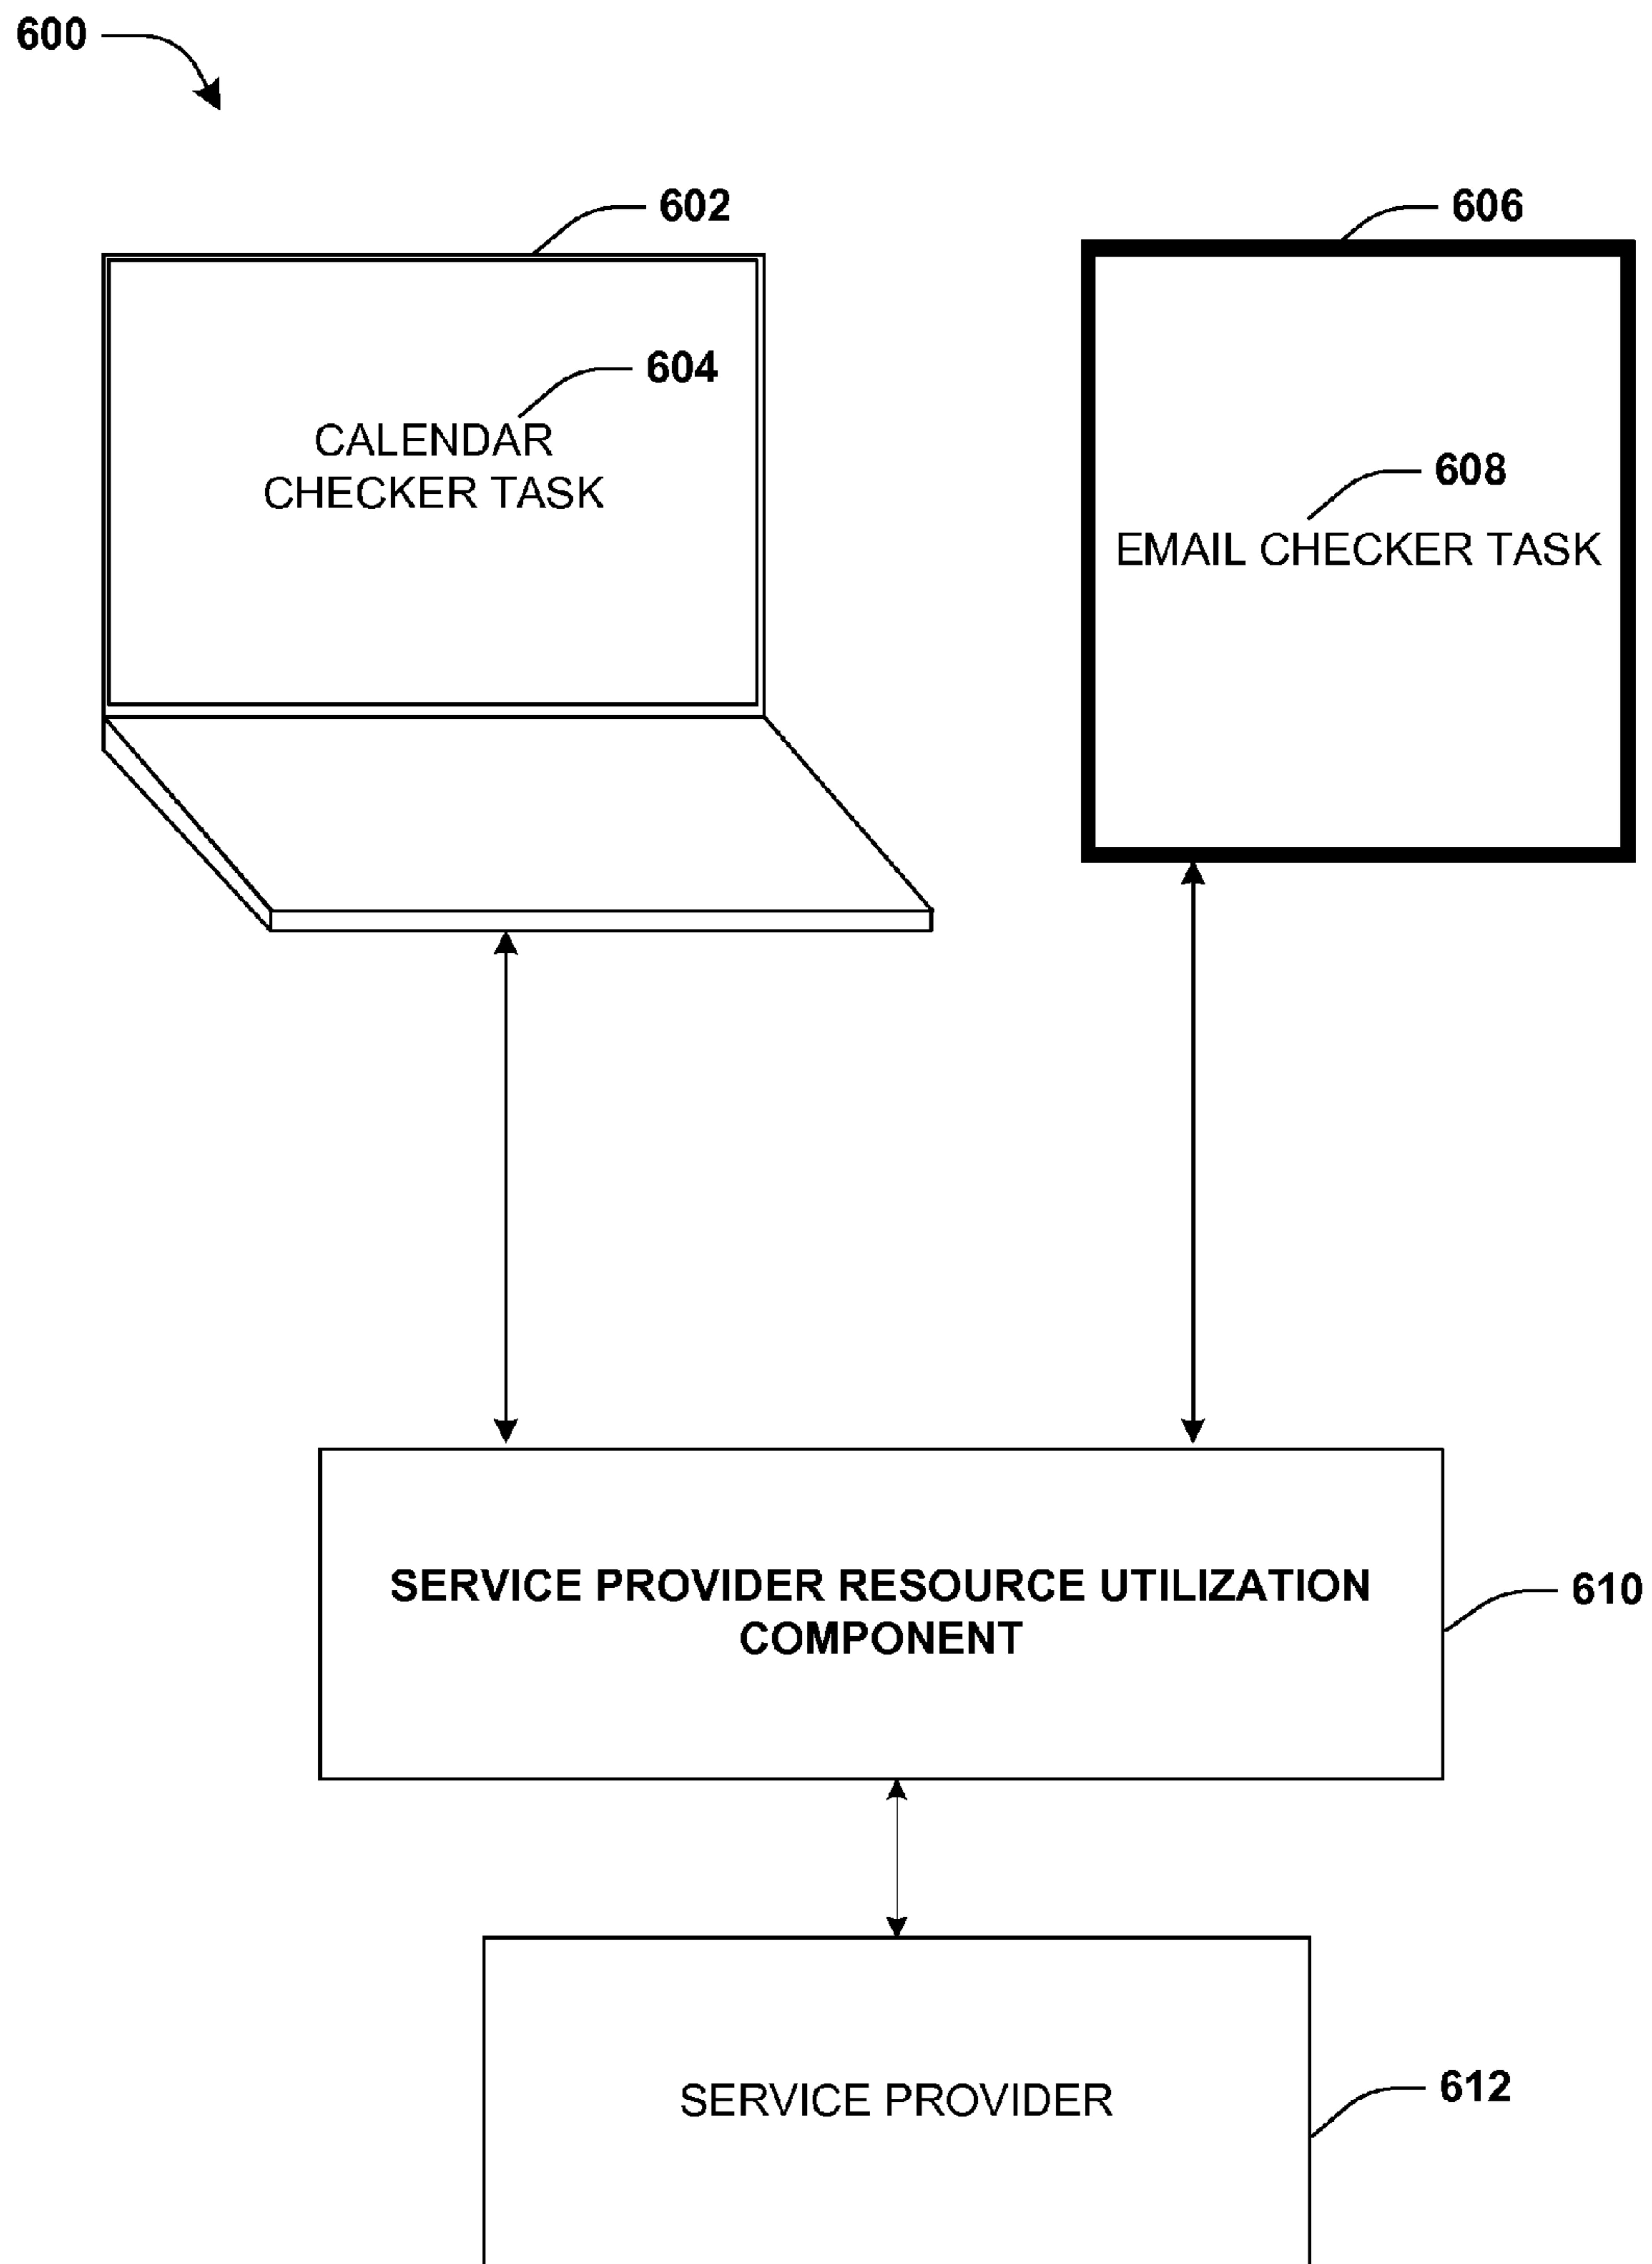 600
602
606
604
CALENDAR
CHECKER TASK
608
EMAIL CHECKER TASK
SERVICE PROVIDER RESOURCE UTILIZATION
COMPONENT
610
SERVICE PROVIDER
612